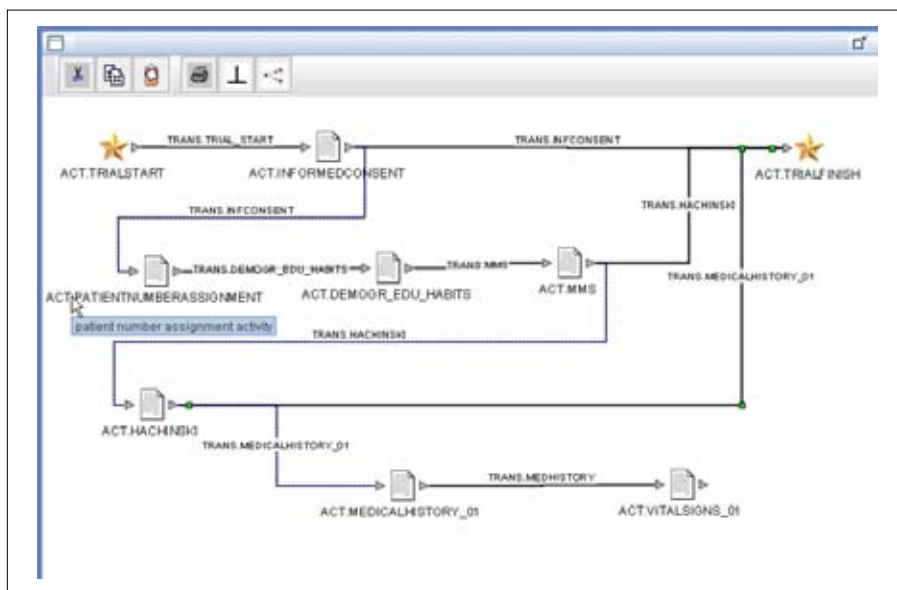 TRANS.TRIAL_START
TRANS.INFCONSENT
ACT.TRIALSTART
ACT.INFORMEDCONSENT
ACT.TRIALFINISH
TRANS.INFCONSENT
TRANS.HACHINSKI
TRANS.DEMOGR_EDU_HABITS
TRANS.MMS
TRANS.MEDICALHISTORY_01
ACT.PATIENTNUMBERASSIGNMENT
ACT.DEMOGR_EDU_HABITS
ACT.MMS
patient number assignment activity
TRANS.HACHINSKI
ACT.HACHINSKI
TRANS.MEDICALHISTORY_01
TRANS.MEDHISTORY
ACT.MEDICALHISTORY_01
ACT.VITALSIGNS_01